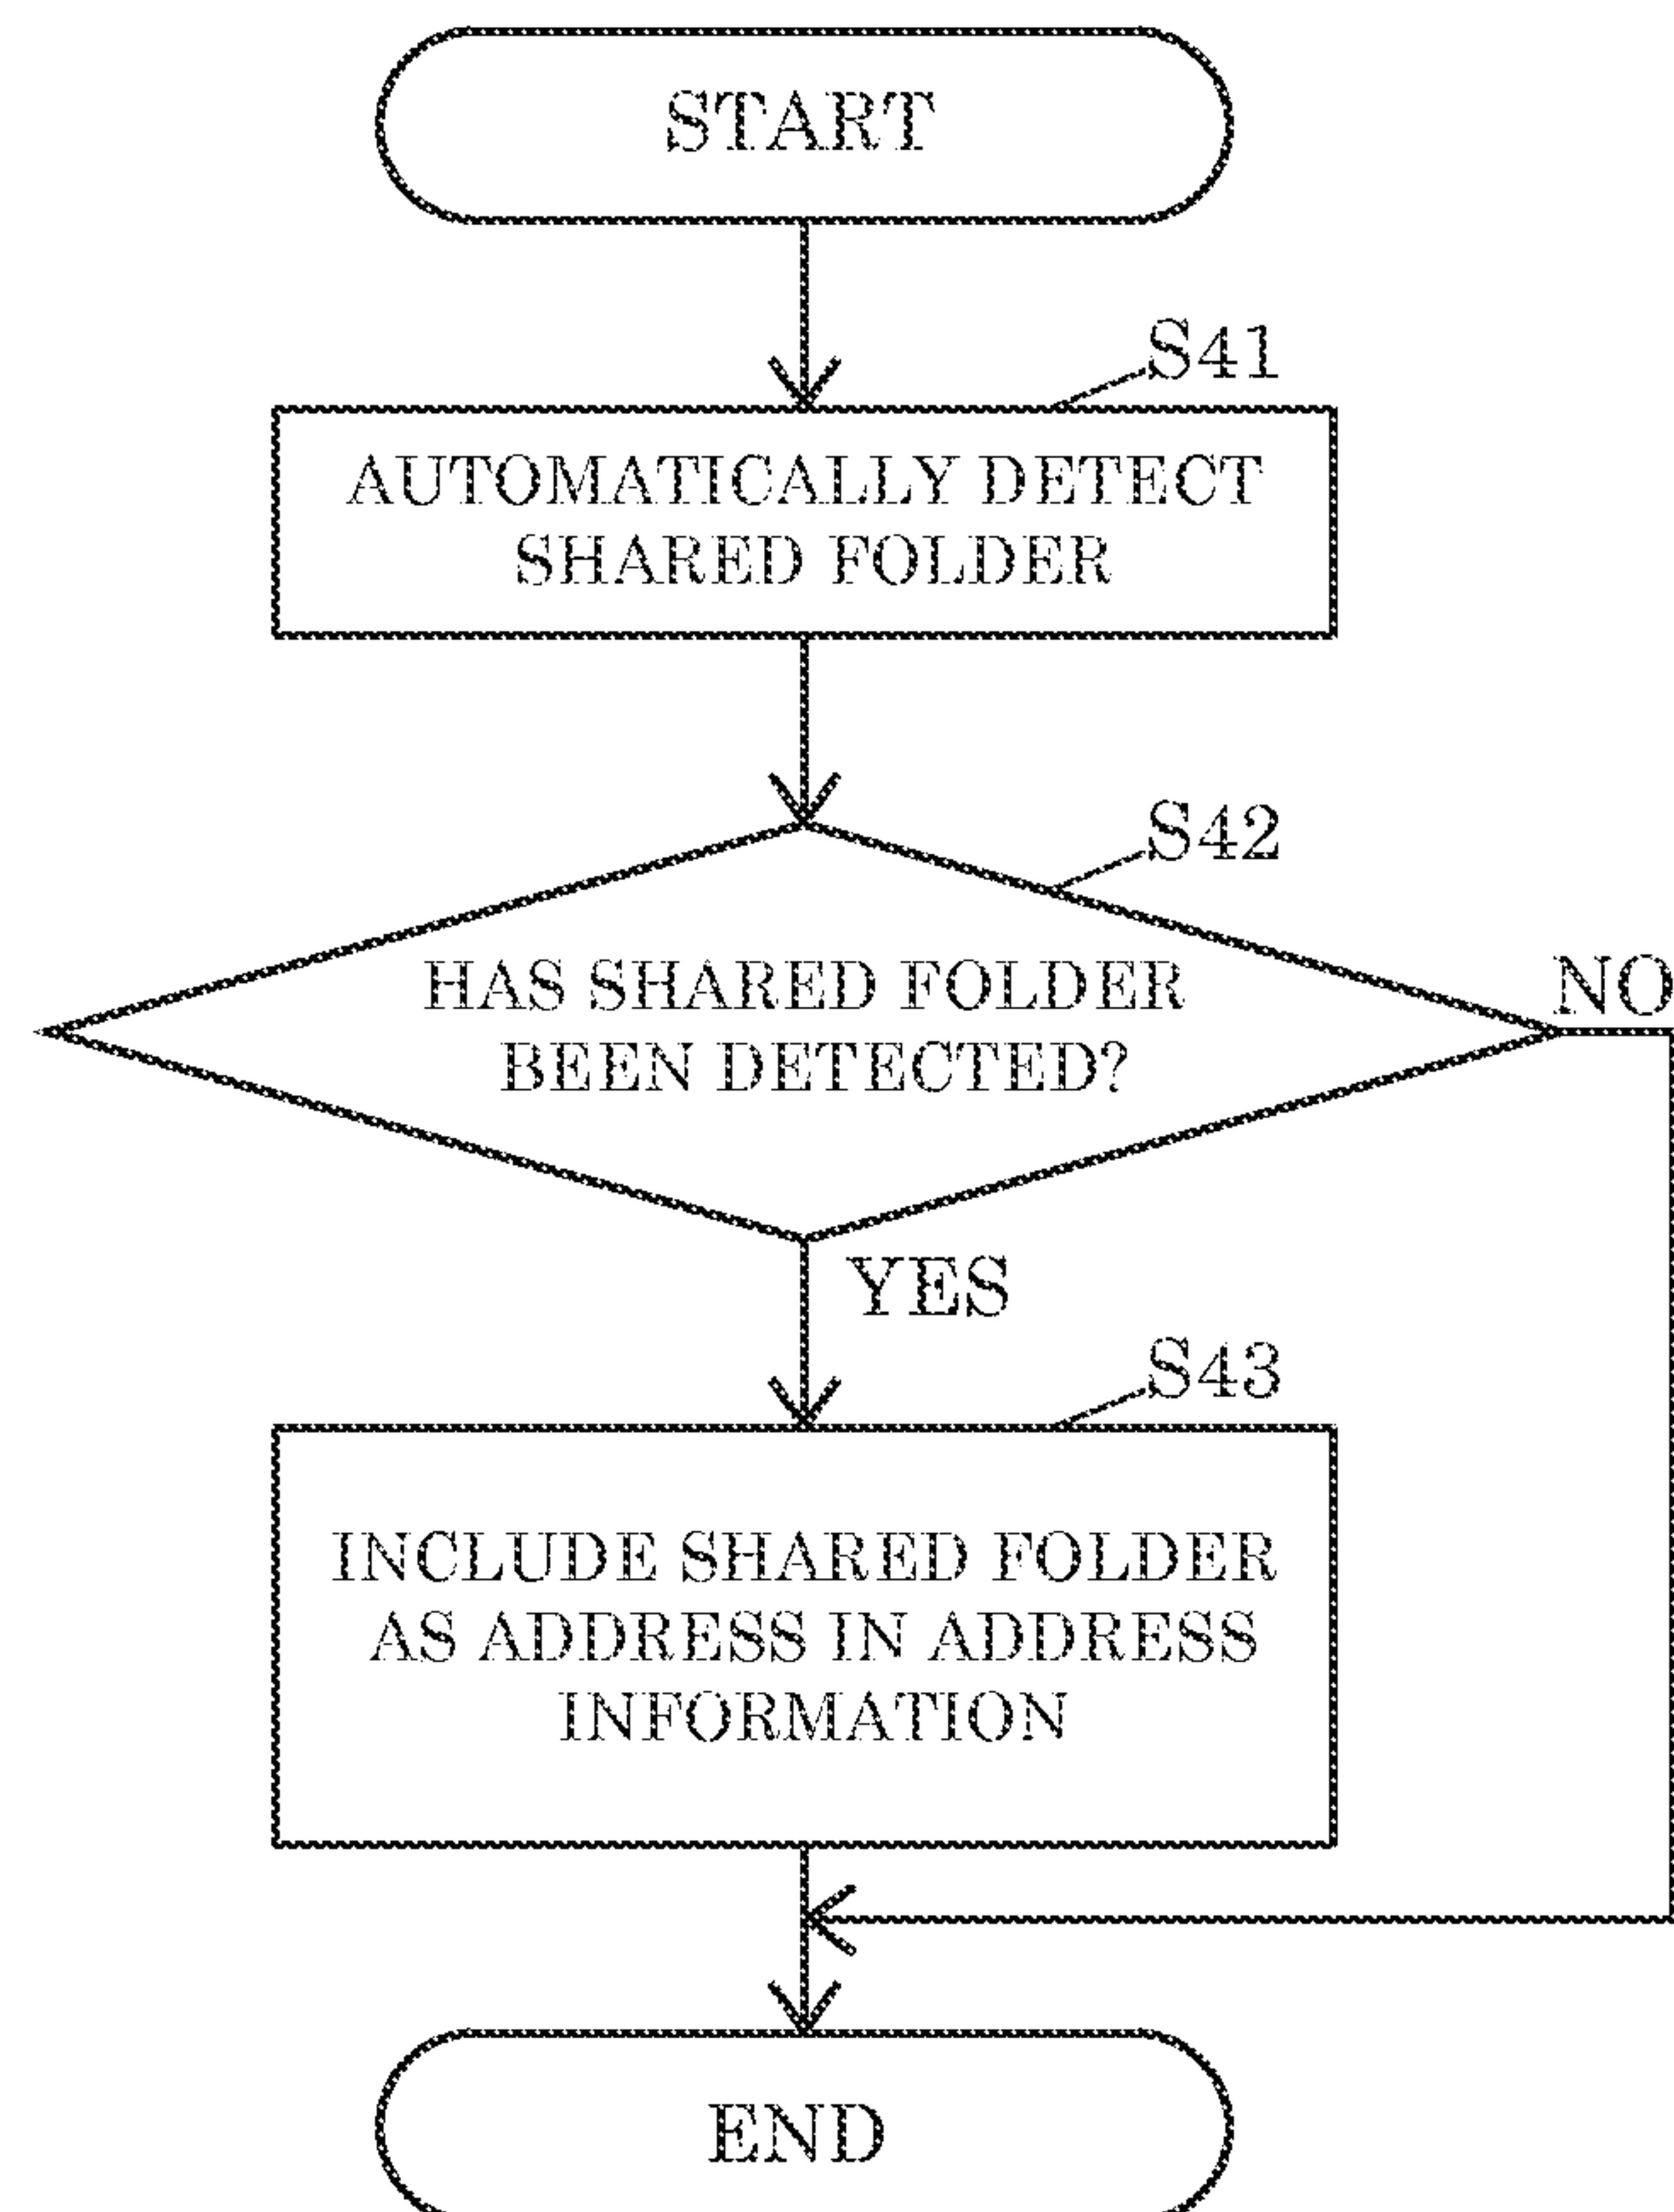 START
S41
AUTOMATICALLY DETECT
SHARED FOLDER
S42
HAS SHARED FOLDER
BEEN DETECTED?
NO
YES
S43
INCLUDE SHARED FOLDER
AS ADDRESS IN ADDRESS
INFORMATION
END